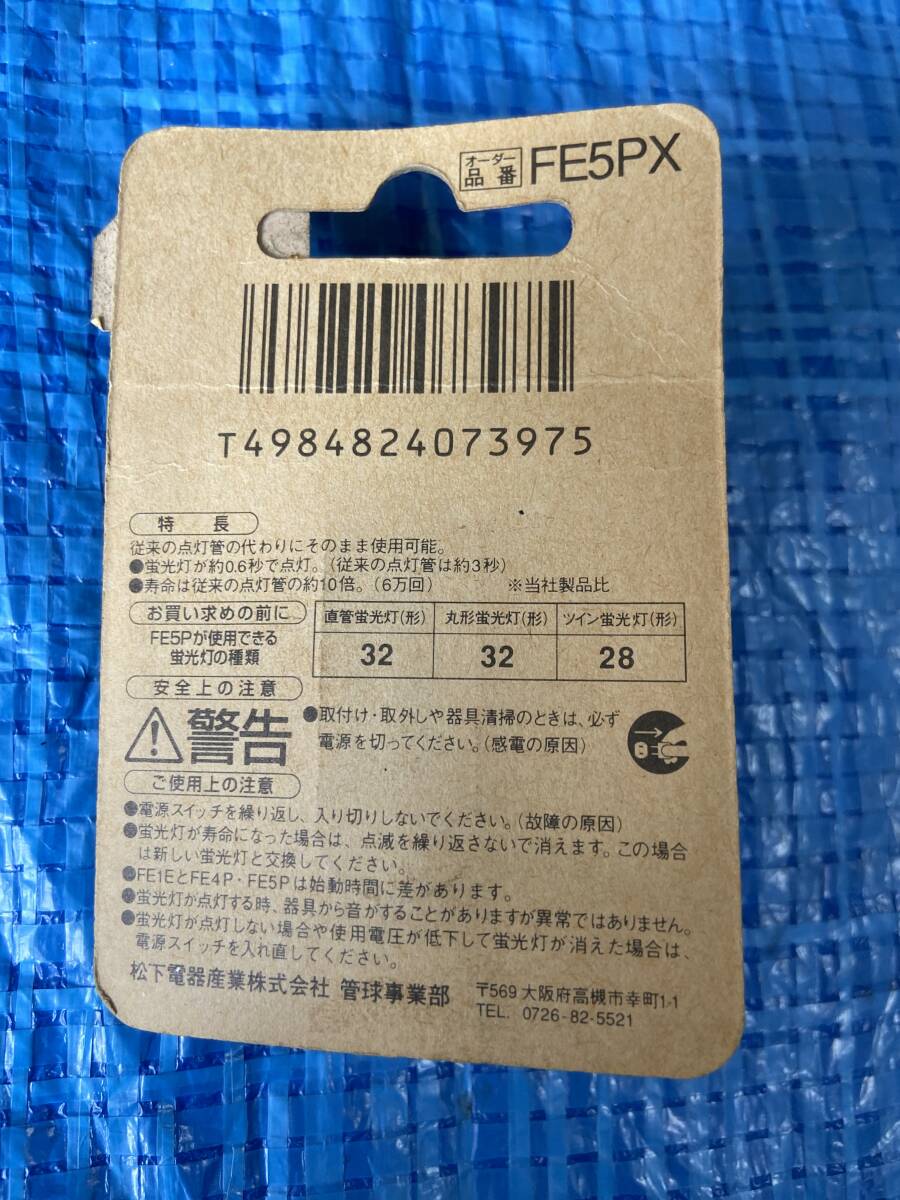 オーダー品番 FE5PX
T4984824073975
特長
従来の点灯管の代わりにそのまま使用可能。
●蛍光灯が約0.6秒で点灯。（従来の点灯管は約3秒）
●寿命は従来の点灯管の約10倍。（6万回） ※当社製品比
お買い求めの前に
FE5Pが使用できる
蛍光灯の種類
直管蛍光灯(形) 丸形蛍光灯(形) ツイン蛍光灯(形)
32 32 28
安全上の注意
警告
●取付け・取外しや器具清掃のときは、必ず
電源を切ってください。（感電の原因）
ご使用上の注意
●電源スイッチを繰り返し、入り切りしないでください。（故障の原因）
●蛍光灯が寿命になった場合は、点滅を繰り返さないで消えます。この場合
は新しい蛍光灯と交換してください。
●FE1EとFE4P・FE5Pは始動時間に差があります。
●蛍光灯が点灯する時、器具から音がすることがありますが異常ではありません。
●蛍光灯が点灯しない場合や使用電圧が低下して蛍光灯が消えた場合は、
電源スイッチを入れ直してください。
松下電器産業株式会社 管球事業部
〒569 大阪府高槻市幸町1-1
TEL. 0726-82-5521